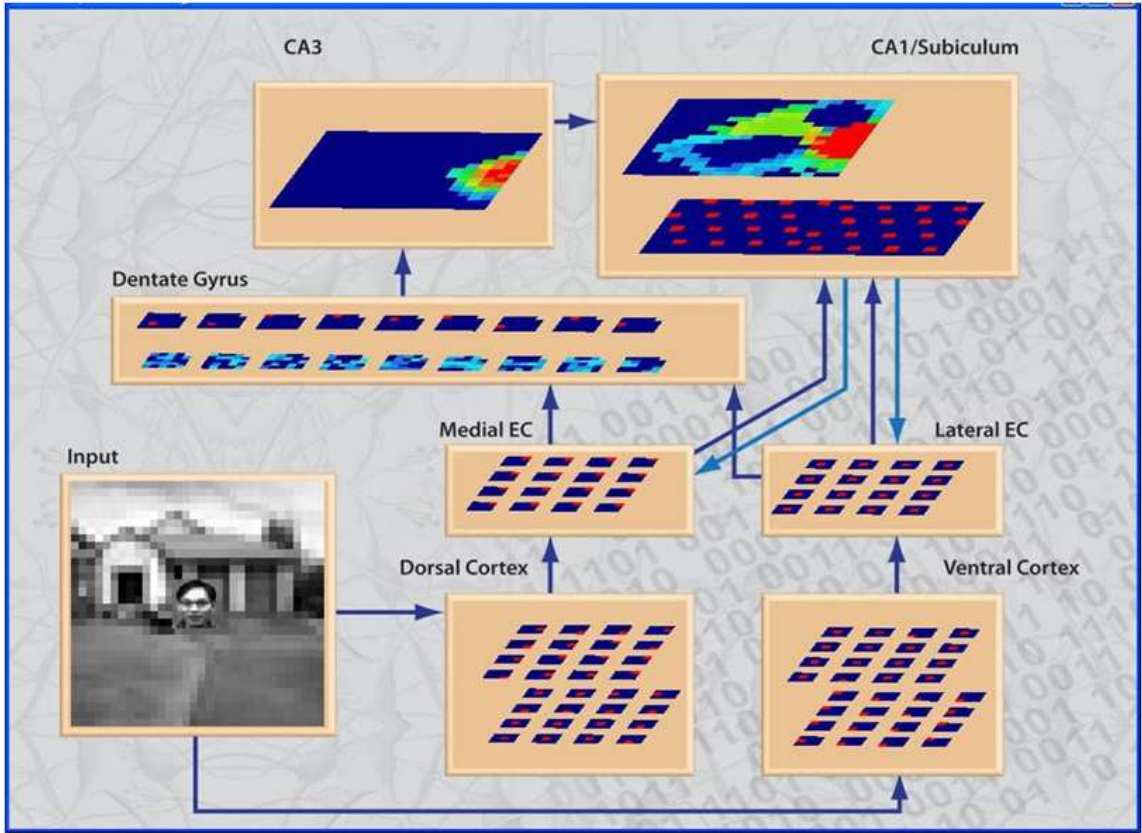 CA3
CA1/Subiculum
Dentate Gyrus
Medial EC
Lateral EC
Input
Dorsal Cortex
Ventral Cortex